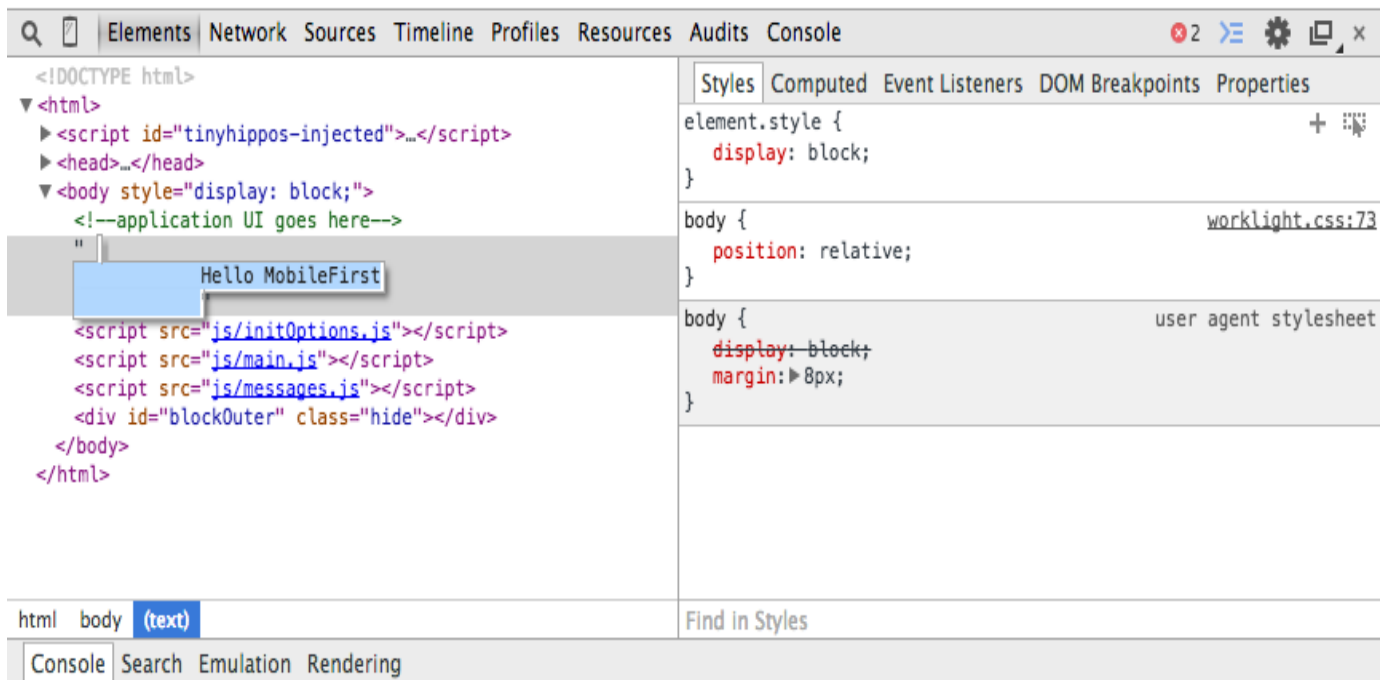 Elements Network Sources Timeline Profiles Resources Audits Console 2
<!DOCTYPE html>
▼<html>
▶<script id="tinyhippos-injected">…</script>
▶<head>…</head>
▼<body style="display: block;">
<!--application UI goes here-->
"
Hello MobileFirst
"
<script src="js/initOptions.js"></script>
<script src="js/main.js"></script>
<script src="js/messages.js"></script>
<div id="blockOuter" class="hide"></div>
</body>
</html>
html body (text)
Styles Computed Event Listeners DOM Breakpoints Properties
element.style {
display: block;
}
body { worklight.css:73
position: relative;
}
body { user agent stylesheet
display: block;
margin:▶8px;
}
Find in Styles
Console Search Emulation Rendering